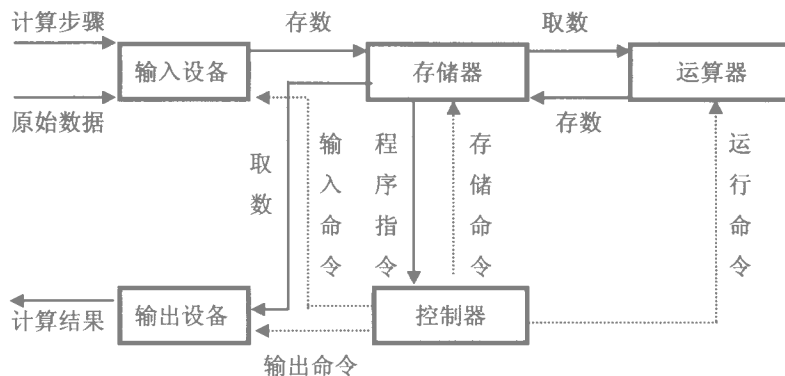 计算步骤
存数
取数
输入设备
存储器
运算器
原始数据
存数
取数
输入命令
程序指令
存储命令
运行命令
计算结果
输出设备
控制器
输出命令